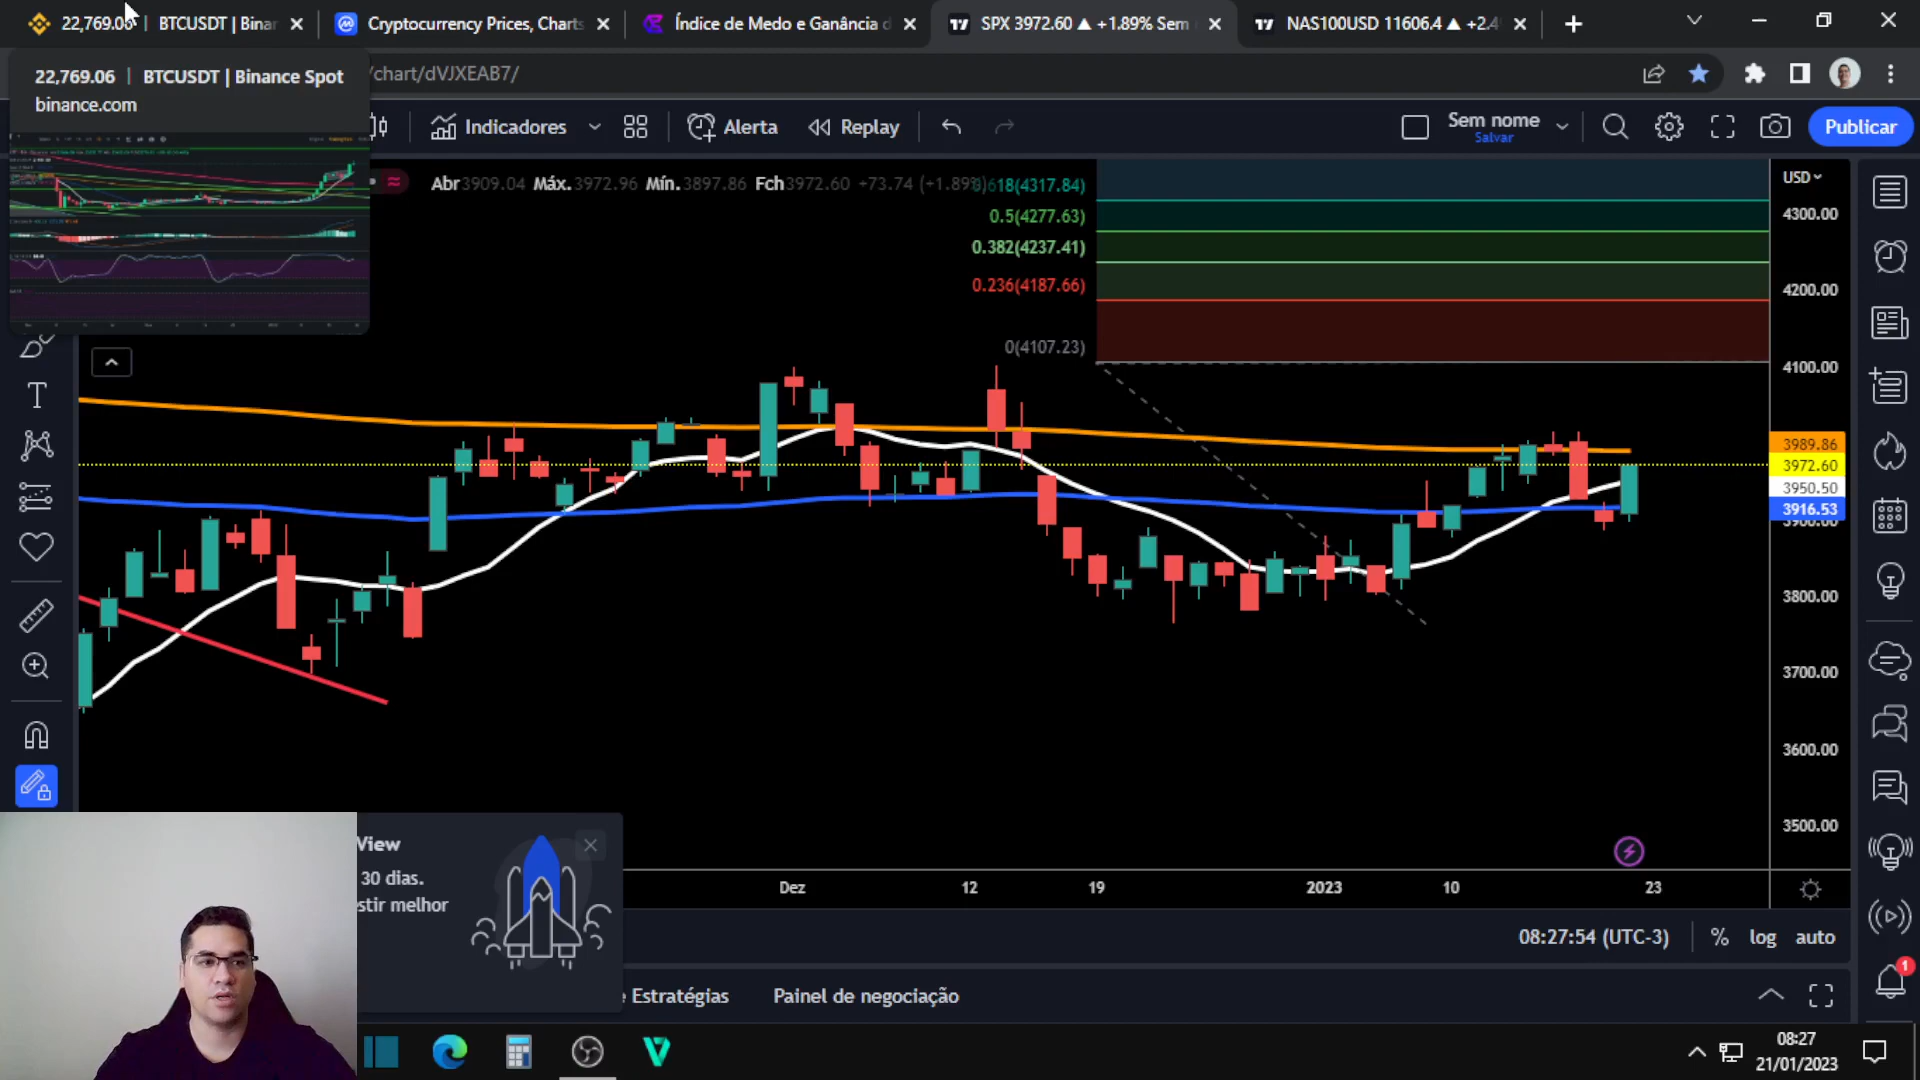 22,769.06 | BTCUSDT | Binan
Cryptocurrency Prices, Charts
Índice de Medo e Ganância d
SPX 3972.60 ▲ +1.89% Sem
NAS100USD 11606.4 ▲ +2.4
22,769.06 | BTCUSDT | Binance Spot
binance.com
/chart/dVJXEAB7/
Indicadores
Alerta
Replay
Sem nome
Salvar
Publicar
Abr3909.04 Máx.3972.96 Mín.3897.86 Fch3972.60 +73.74 (+1.89%)
618(4317.84)
0.5(4277.63)
0.382(4237.41)
0.236(4187.66)
0(4107.23)
USD
4300.00
4200.00
4100.00
3989.86
3972.60
3950.50
3916.53
3900.00
3800.00
3700.00
3600.00
3500.00
Dez
12
19
2023
10
23
View
30 dias.
stir melhor
08:27:54 (UTC-3)
%
log
auto
Estratégias
Painel de negociação
1
08:27
21/01/2023